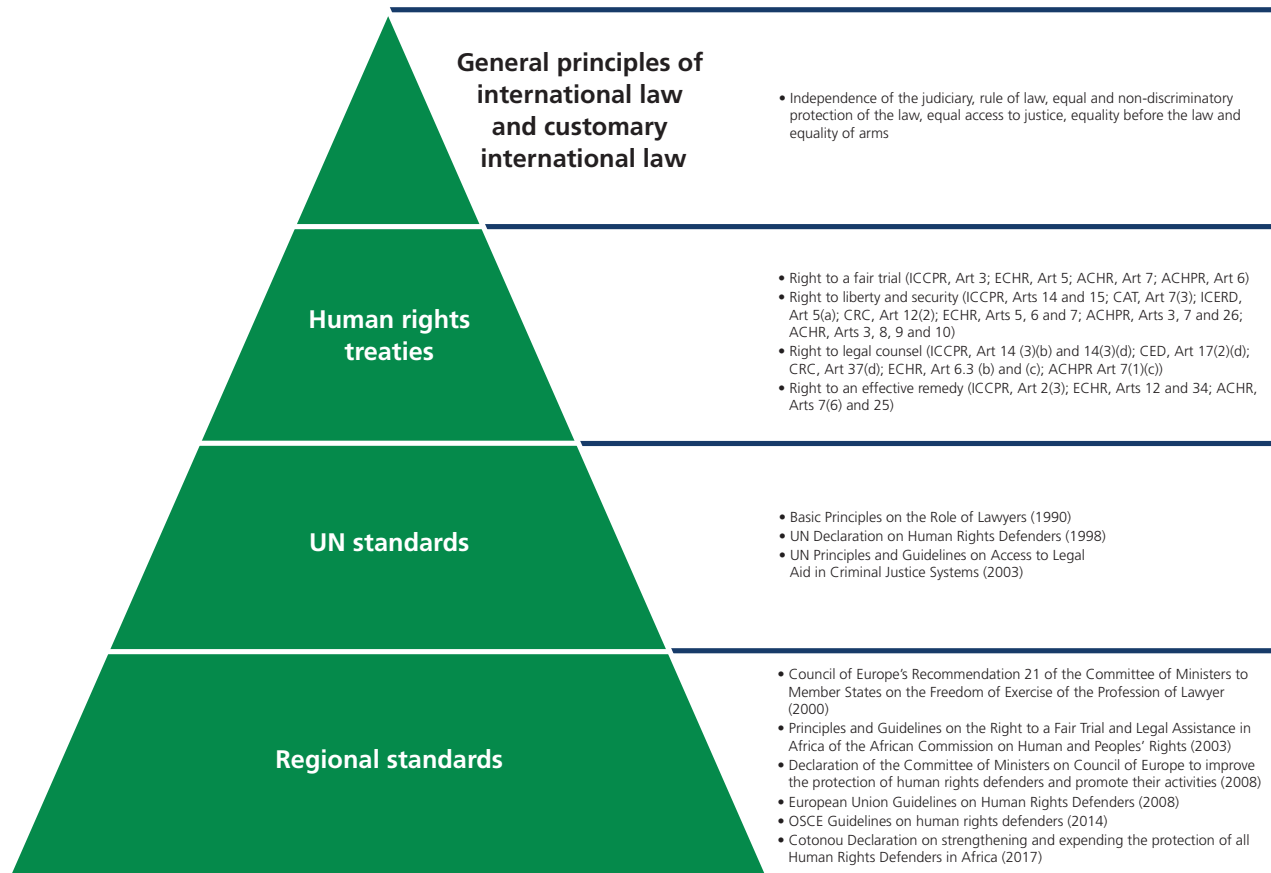 General principles of
international law
and customary
international law
• Independence of the judiciary, rule of law, equal and non-discriminatory
protection of the law, equal access to justice, equality before the law and
equality of arms
Human rights
treaties
• Right to a fair trial (ICCPR, Art 3; ECHR, Art 5; ACHR, Art 7; ACHPR, Art 6)
• Right to liberty and security (ICCPR, Arts 14 and 15; CAT, Art 7(3); ICERD,
Art 5(a); CRC, Art 12(2); ECHR, Arts 5, 6 and 7; ACHPR, Arts 3, 7 and 26;
ACHR, Arts 3, 8, 9 and 10)
• Right to legal counsel (ICCPR, Art 14 (3)(b) and 14(3)(d); CED, Art 17(2)(d);
CRC, Art 37(d); ECHR, Art 6.3 (b) and (c); ACHPR Art 7(1)(c))
• Right to an effective remedy (ICCPR, Art 2(3); ECHR, Arts 12 and 34; ACHR,
Arts 7(6) and 25)
UN standards
• Basic Principles on the Role of Lawyers (1990)
• UN Declaration on Human Rights Defenders (1998)
• UN Principles and Guidelines on Access to Legal
Aid in Criminal Justice Systems (2003)
Regional standards
• Council of Europe's Recommendation 21 of the Committee of Ministers to
Member States on the Freedom of Exercise of the Profession of Lawyer
(2000)
• Principles and Guidelines on the Right to a Fair Trial and Legal Assistance in
Africa of the African Commission on Human and Peoples' Rights (2003)
• Declaration of the Committee of Ministers on Council of Europe to improve
the protection of human rights defenders and promote their activities (2008)
• European Union Guidelines on Human Rights Defenders (2008)
• OSCE Guidelines on human rights defenders (2014)
• Cotonou Declaration on strengthening and expending the protection of all
Human Rights Defenders in Africa (2017)